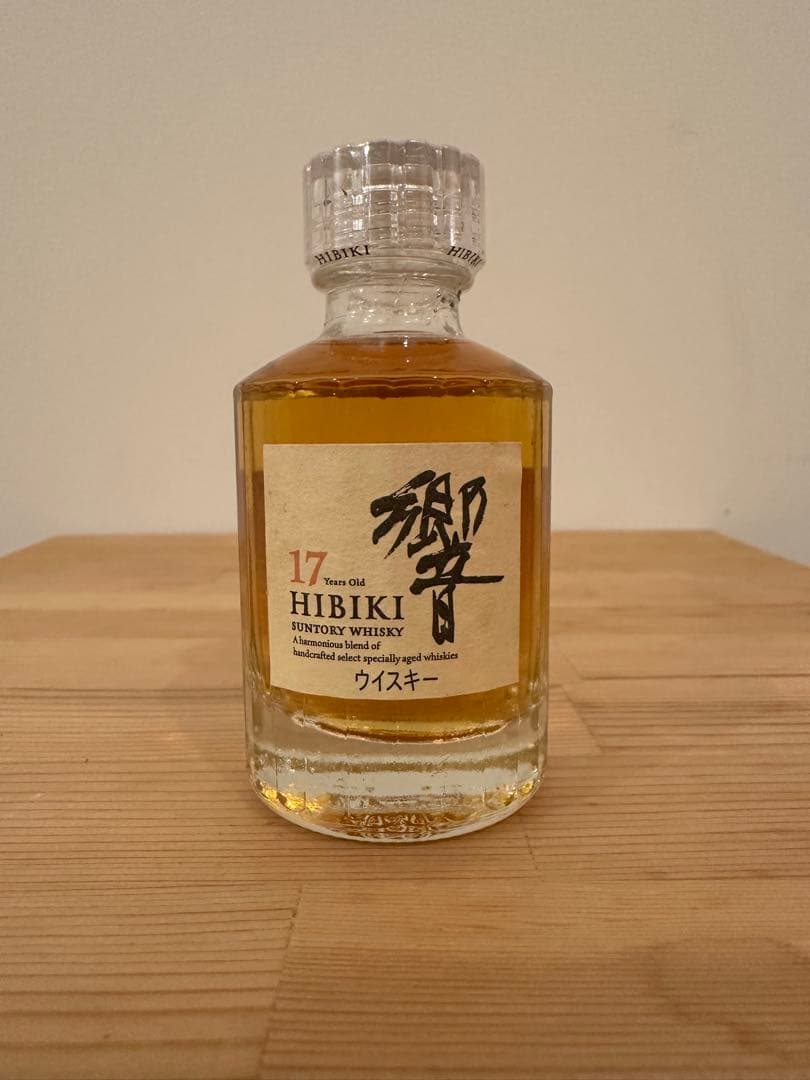 HIBIKI HIBIKI
響
17 Years Old
HIBIKI
SUNTORY WHISKY
A harmonious blend of
handcrafted select specially aged whiskies
ウイスキー